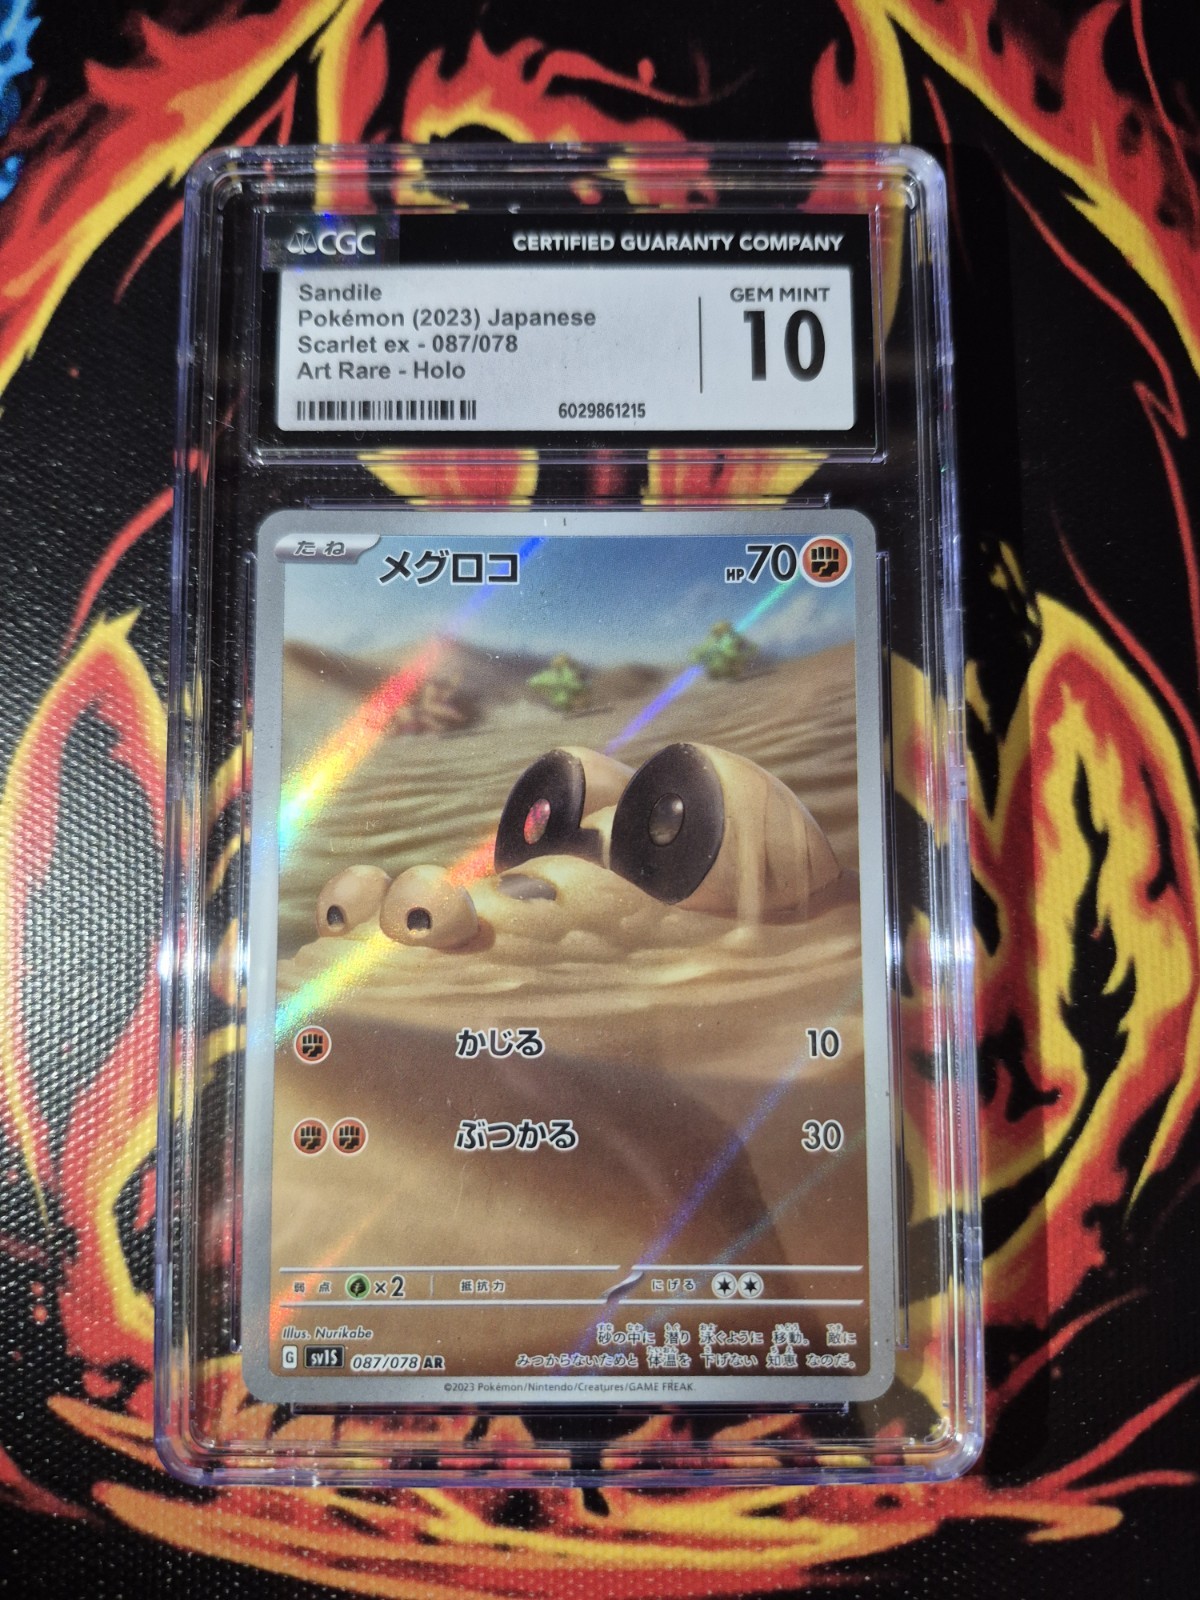 CGC
CERTIFIED GUARANTY COMPANY
Sandile
Pokémon (2023) Japanese
Scarlet ex - 087/078
Art Rare - Holo
GEM MINT
10
6029861215
たね
メグロコ
HP70
かじる 10
ぶつかる 30
弱点 ×2 抵抗力 にげる
Illus. Nurikabe
砂の中に 潜り 泳ぐように 移動。 敵に
みつからないためと 体温を 下げない 知恵 なのだ。
G sv1S 087/078 AR
©2023 Pokémon/Nintendo/Creatures/GAME FREAK.